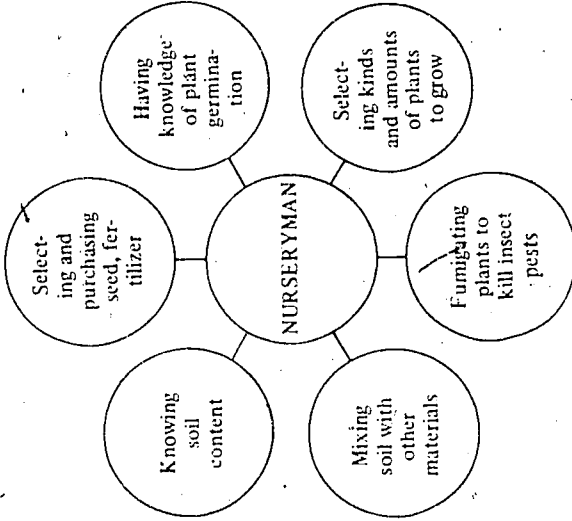 Select-
ing and
purchasing
seed, fer-
tilizer
Knowing
soil
content
Having
knowledge
of plant
germina-
tion
NURSERYMAN
Mixing
soil with
other
materials
Select-
ing kinds
and amounts
of plants
to grow
Fumigating
plants to
kill insect
pests